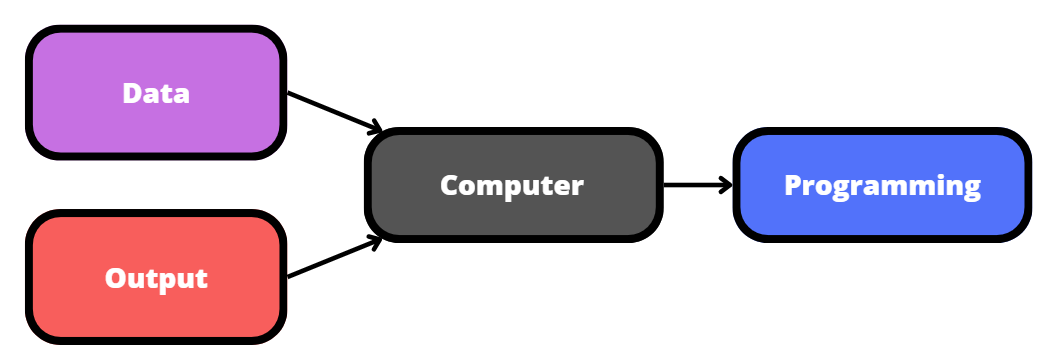 Data
Output
Computer
Programming